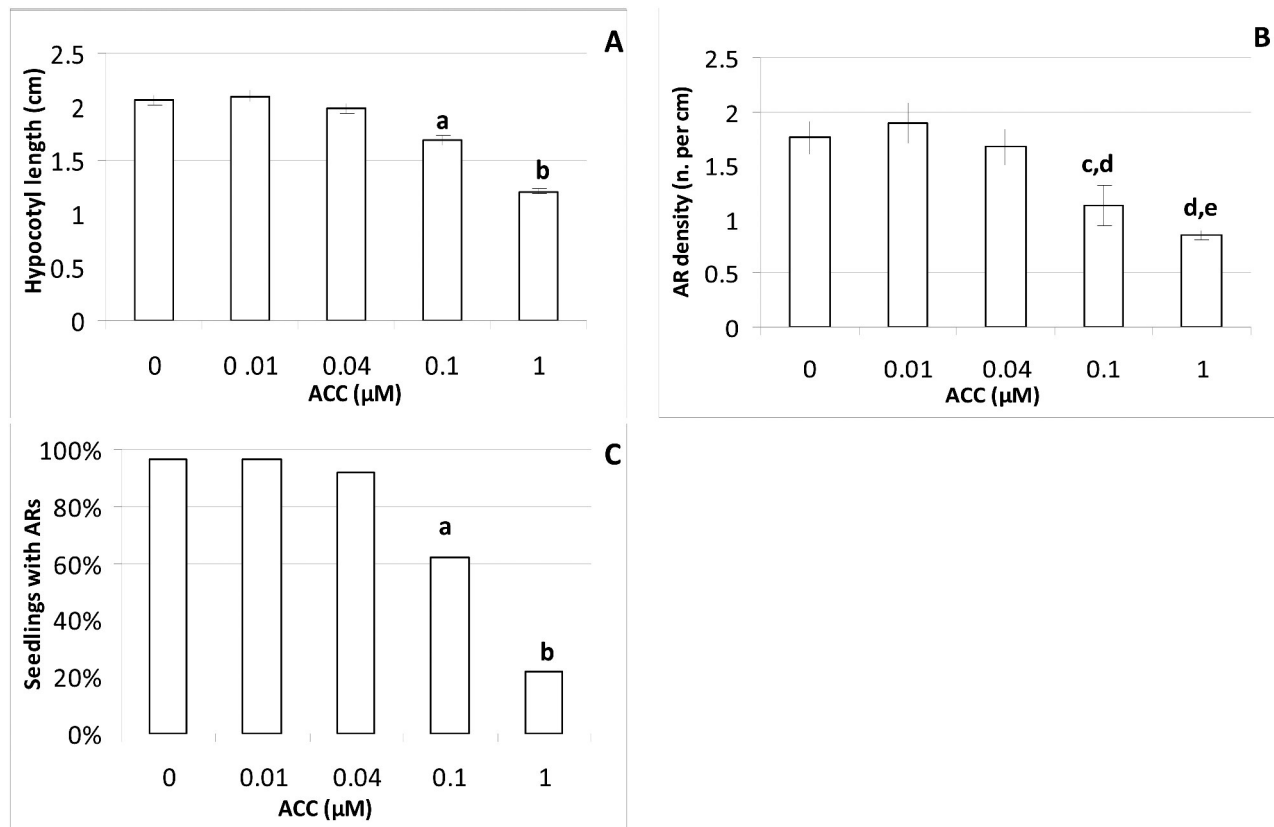 A
Hypocotyl length (cm)
2.5
2
1.5
1
0.5
0
a
b
0
0 .01
0.04
0.1
1
ACC (µM)
B
AR density (n. per cm)
2.5
2
1.5
1
0.5
0
c,d
d,e
0
0.01
0.04
0.1
1
ACC (µM)
C
Seedlings with ARs
100%
80%
60%
40%
20%
0%
a
b
0
0.01
0.04
0.1
1
ACC (µM)